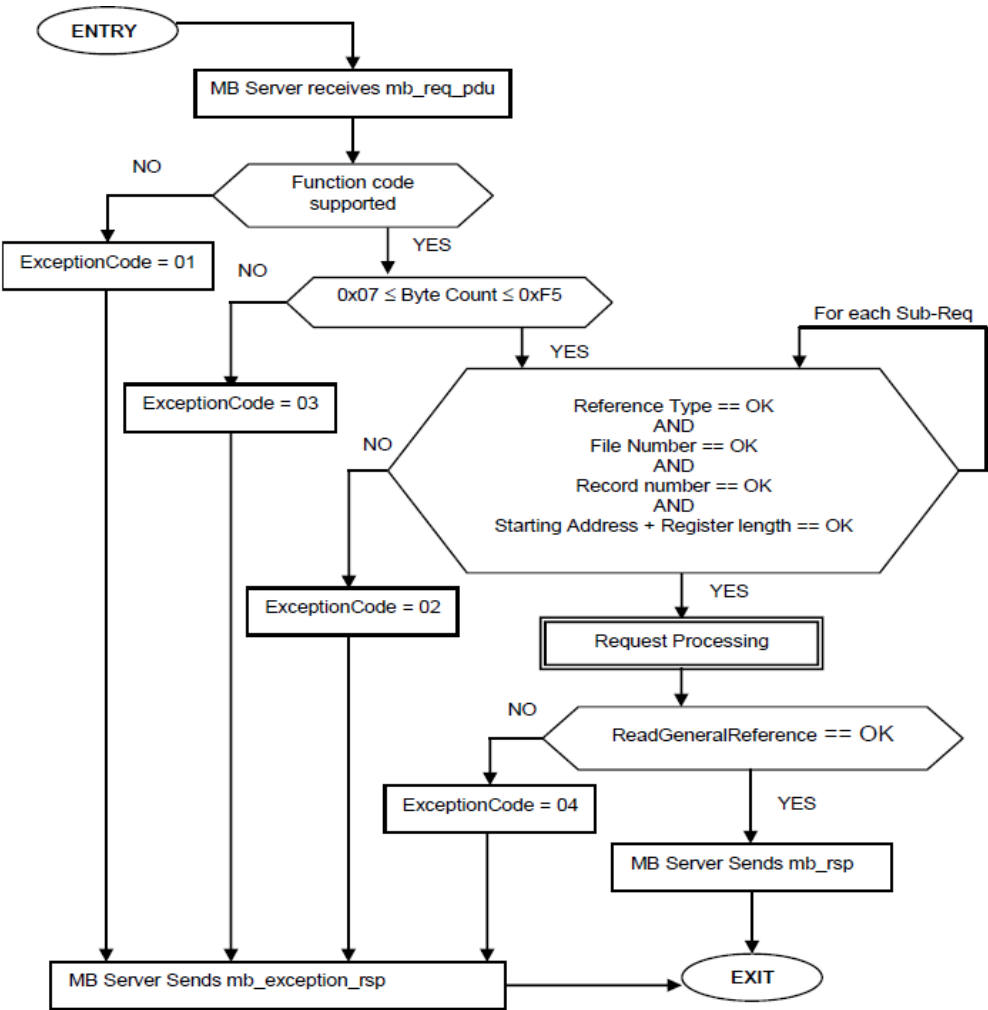 ENTRY
MB Server receives mb_req_pdu
NO
Function code
supported
YES
ExceptionCode = 01
NO
0x07 ≤ Byte Count ≤ 0xF5
For each Sub-Req
YES
ExceptionCode = 03
Reference Type == OK
AND
File Number == OK
AND
Record number == OK
AND
Starting Address + Register length == OK
NO
YES
ExceptionCode = 02
Request Processing
NO
ReadGeneralReference == OK
ExceptionCode = 04
YES
MB Server Sends mb_rsp
MB Server Sends mb_exception_rsp
EXIT